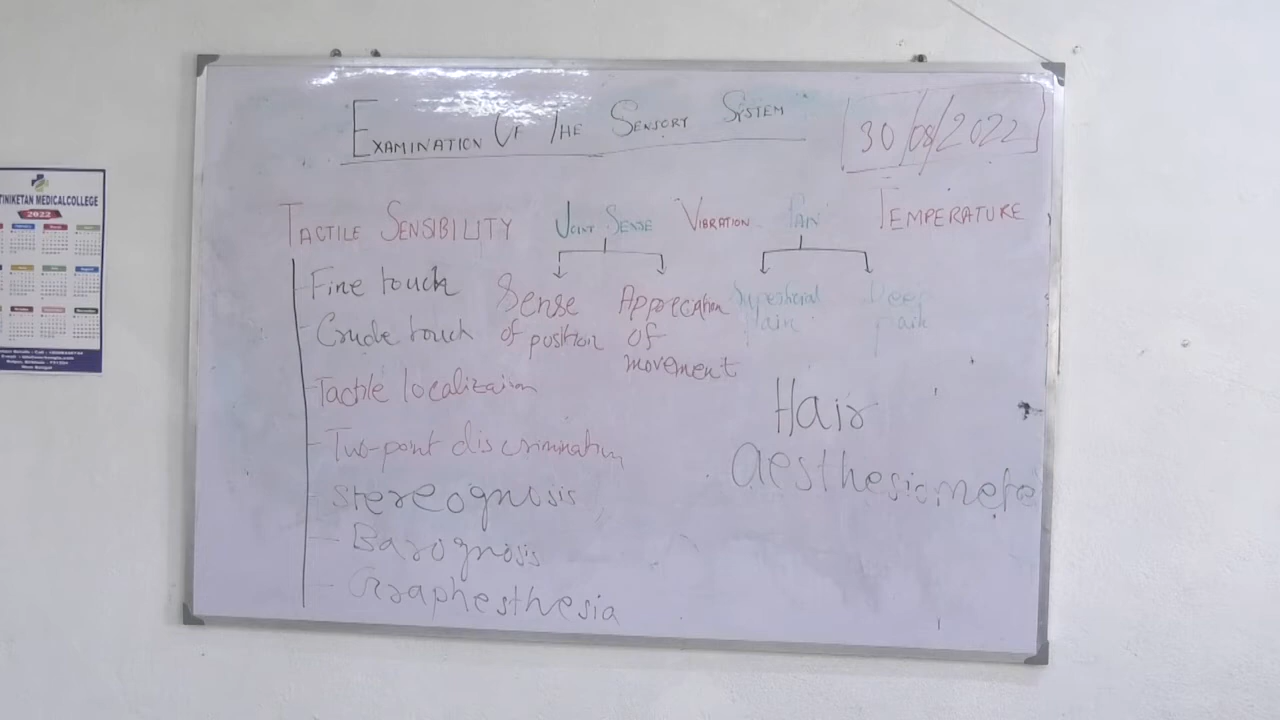 EXAMINATION OF THE SENSORY SYSTEM
30/08/2022
TACTILE SENSIBILITY JOINT SENSE VIBRATION PAIN TEMPERATURE
Fine touch
Crude touch
Tactile localization
Two-point discrimination
Stereognosis
Barognosis
Graphesthesia
Sense
of position
Appreciation
of
movement
Superficial
Pain
Deep
pain
Hair
aesthesiometer
TINIKETAN MEDICALCOLLEGE
2022